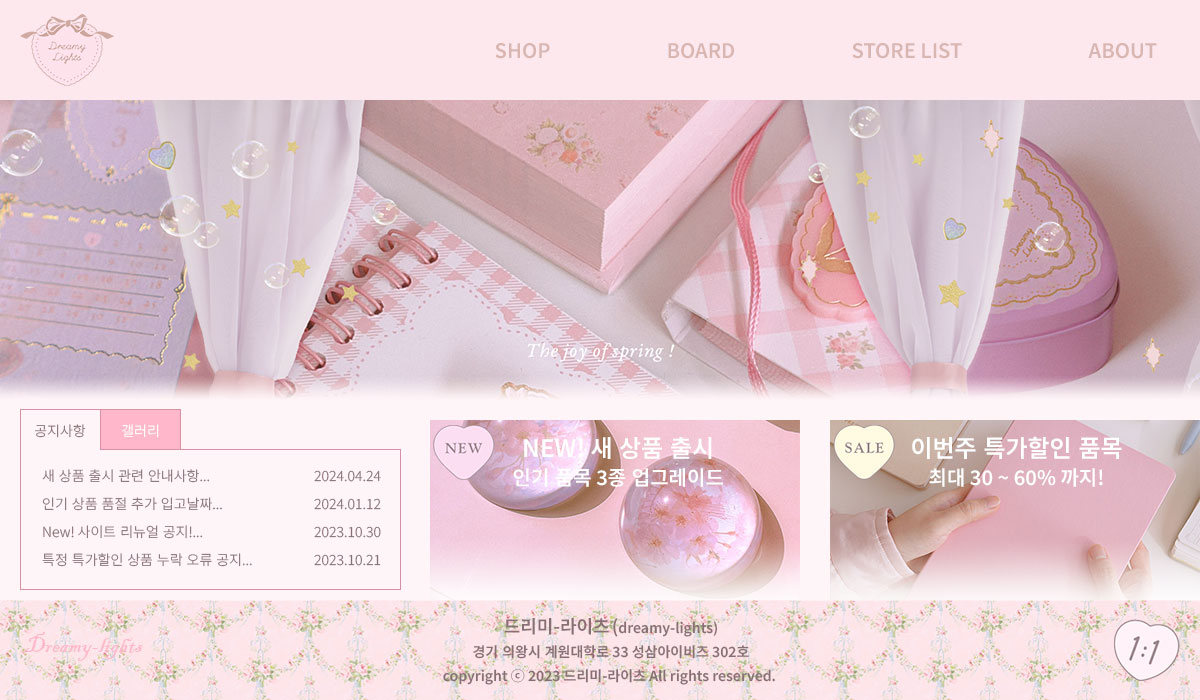 Dreamy
Lights
SHOP
BOARD
STORE LIST
ABOUT
3
The joy of spring !
공지사항
갤러리
새 상품 출시 관련 안내사항...
2024.04.24
인기 상품 품절 추가 입고날짜...
2024.01.12
New! 사이트 리뉴얼 공지!...
2023.10.30
특정 특가할인 상품 누락 오류 공지...
2023.10.21
NEW
NEW! 새 상품 출시
인기 품목 3종 업그레이드
SALE
이번주 특가할인 품목
최대 30 ~ 60% 까지!
Dreamy-lights
드리미-라이츠 (dreamy-lights)
경기 의왕시 계원대학로 33 성삼아이비즈 302호
copyright ⓒ 2023 드리미-라이츠 All rights reserved.
1:1